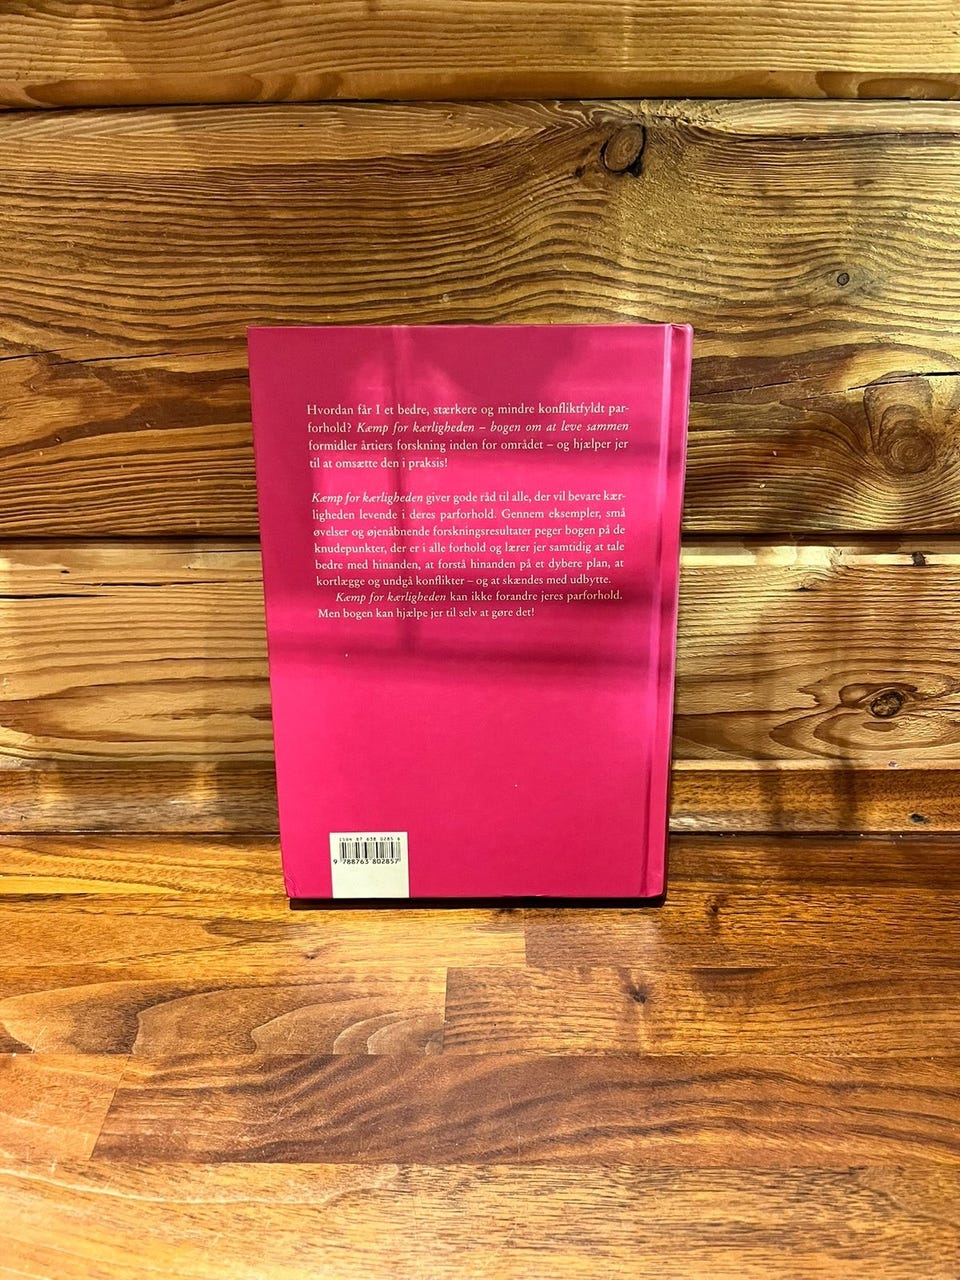 Hvordan får I et bedre, stærkere og mindre konfliktfyldt par-
forhold? Kæmp for kærligheden – bogen om at leve sammen
formidler årtiers forskning inden for området – og hjælper jer
til at omsætte den i praksis!
Kæmp for kærligheden giver gode råd til alle, der vil bevare kær-
ligheden levende i deres parforhold. Gennem eksempler, små
øvelser og øjenåbnende forskningsresultater peger bogen på de
knudepunkter, der er i alle forhold og lærer jer samtidig at tale
bedre med hinanden, at forstå hinanden på et dybere plan, at
kortlægge og undgå konflikter – og at skændes med udbytte.
Kæmp for kærligheden kan ikke forandre jeres parforhold.
Men bogen kan hjælpe jer til selv at gøre det!
ISBN 87 638 0285 6
9 788763 802857